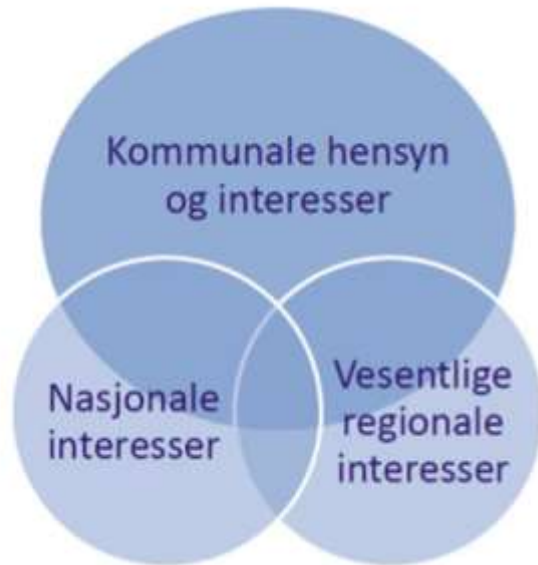 Kommunale hensyn
og interesser
Nasjonale
interesser
Vesentlige
regionale
interesser